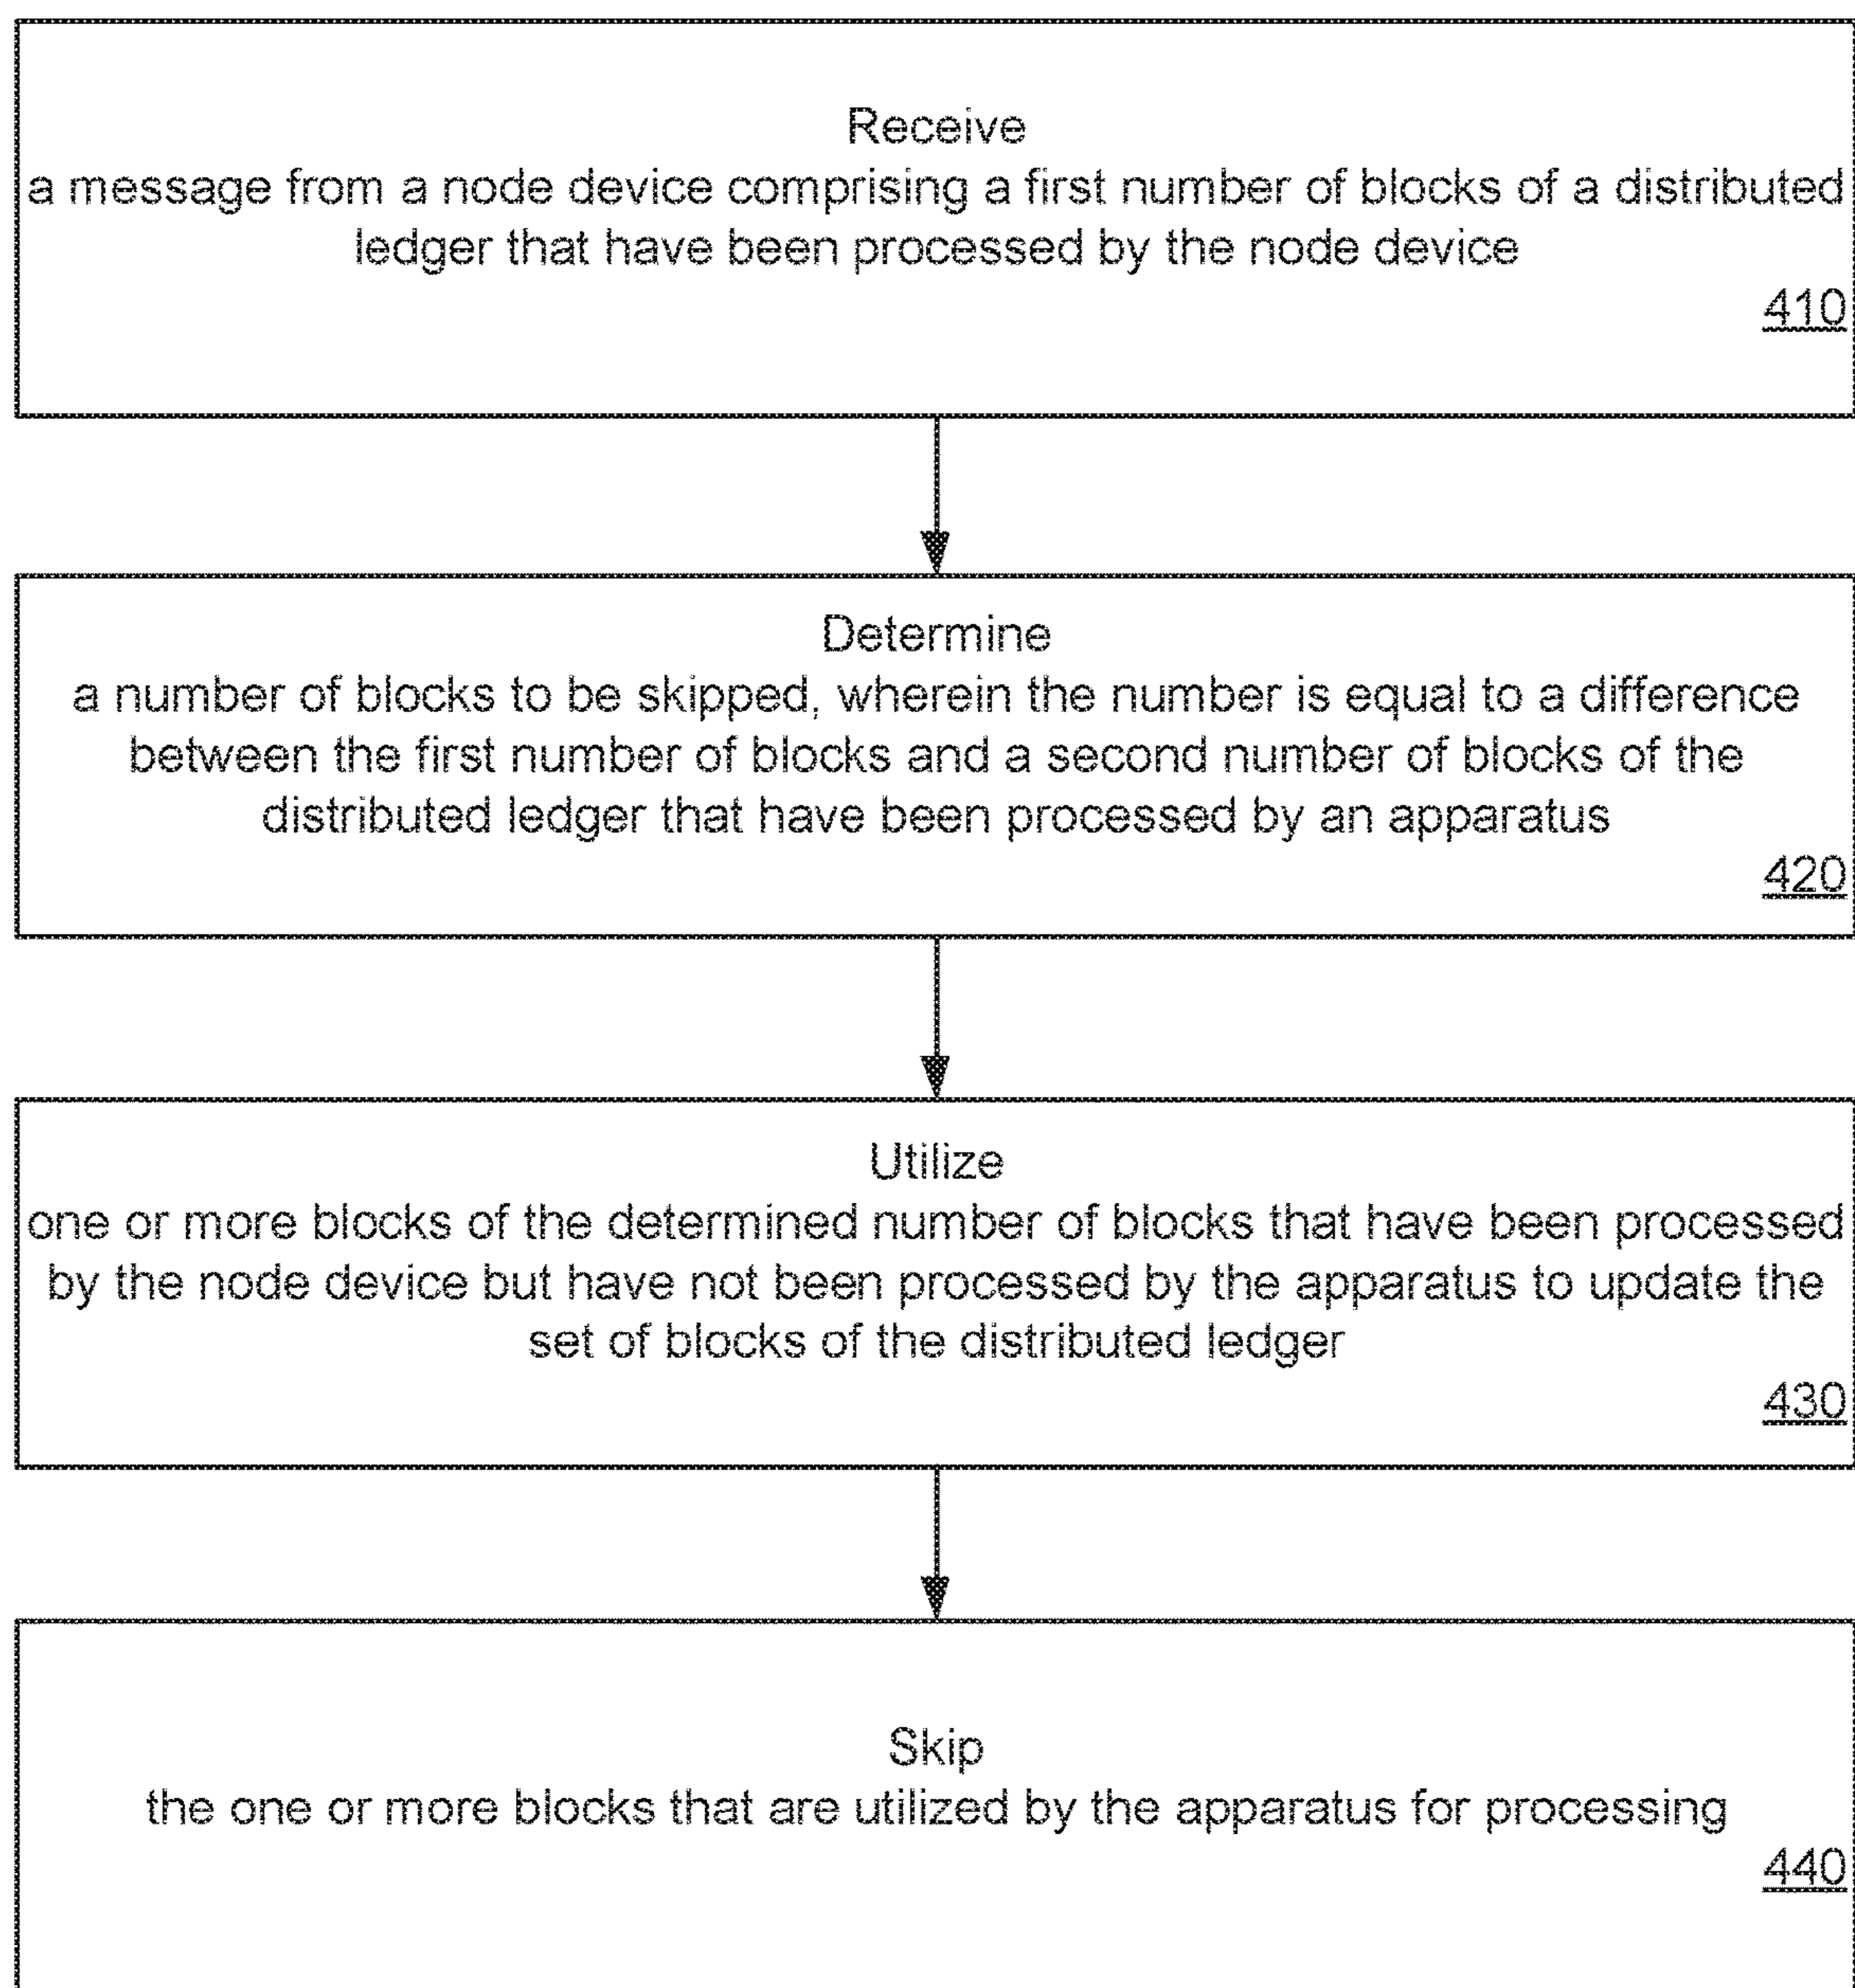 Receive
a message from a node device comprising a first number of blocks of a distributed
ledger that have been processed by the node device
410
Determine
a number of blocks to be skipped, wherein the number is equal to a difference
between the first number of blocks and a second number of blocks of the
distributed ledger that have been processed by an apparatus
420
Utilize
one or more blocks of the determined number of blocks that have been processed
by the node device but have not been processed by the apparatus to update the
set of blocks of the distributed ledger
430
Skip
the one or more blocks that are utilized by the apparatus for processing
440